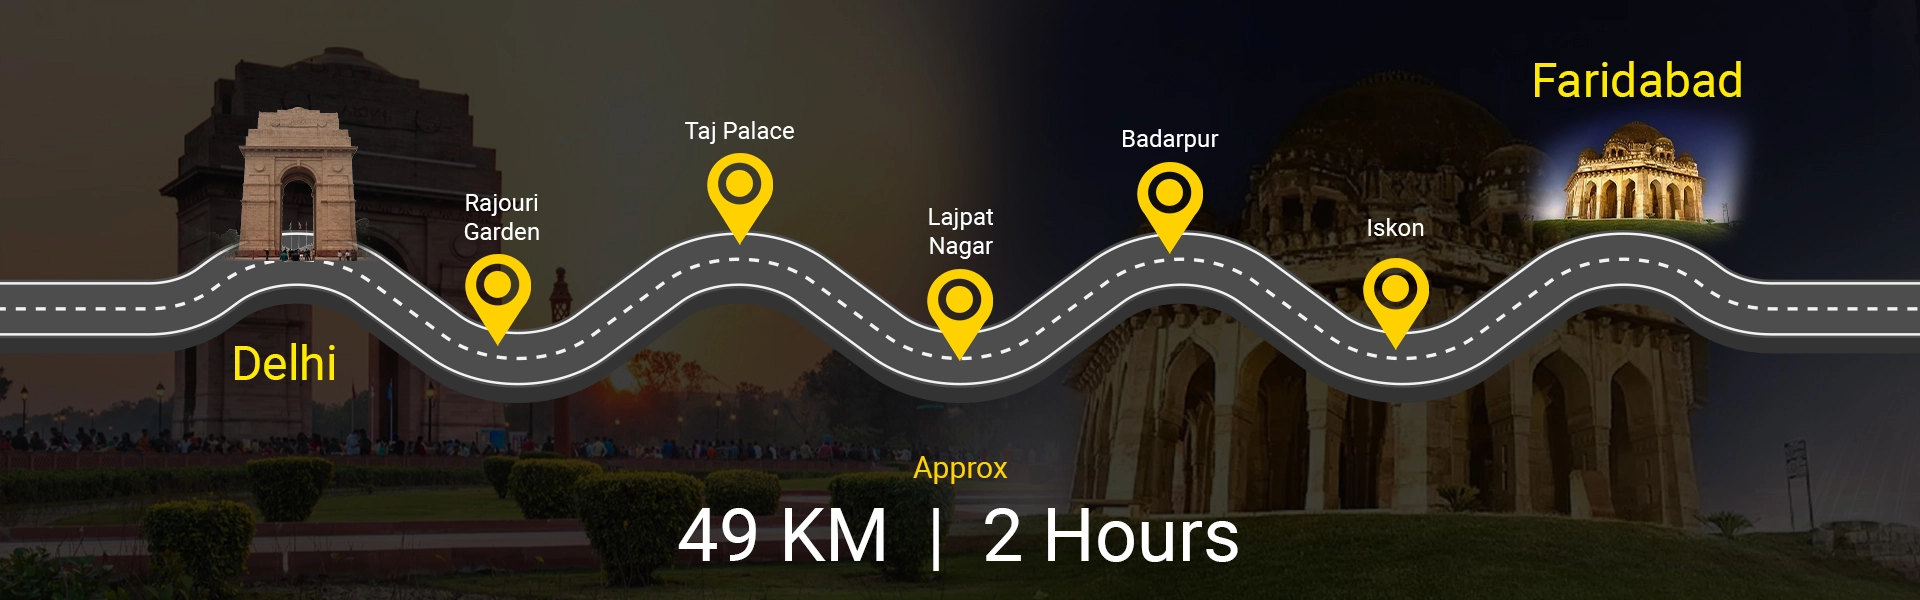 Delhi
Rajouri
Garden
Taj Palace
Lajpat
Nagar
Badarpur
Iskon
Faridabad
Approx
49 KM | 2 Hours